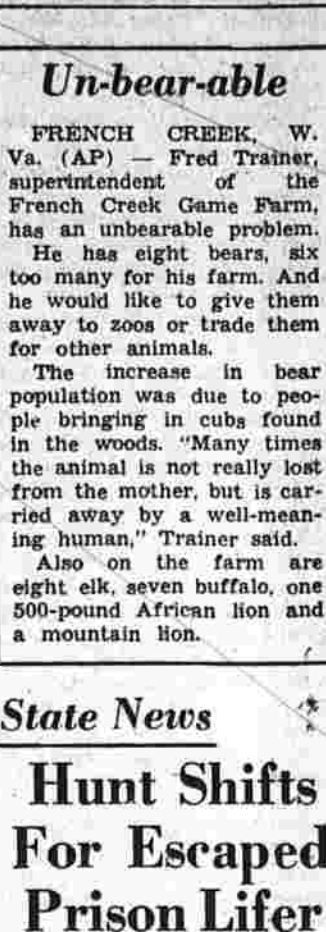 Un-bear-able
FRENCH CREEK, W.
Va. (AP) — Fred Trainer,
superintendent of the
French Creek Game Farm,
has an unbearable problem.
He has eight bears, six
too many for his farm. And
he would like to give them
away to zoos or trade them
for other animals.
The increase in bear
population was due to peo-
ple bringing in cubs found
in the woods. "Many times
the animal is not really lost
from the mother, but is car-
ried away by a well-mean-
ing human," Trainer said.
Also on the farm are
eight elk, seven buffalo, one
500-pound African lion and
a mountain lion.
State News
Hunt Shifts
For Escaped
Prison Lifer